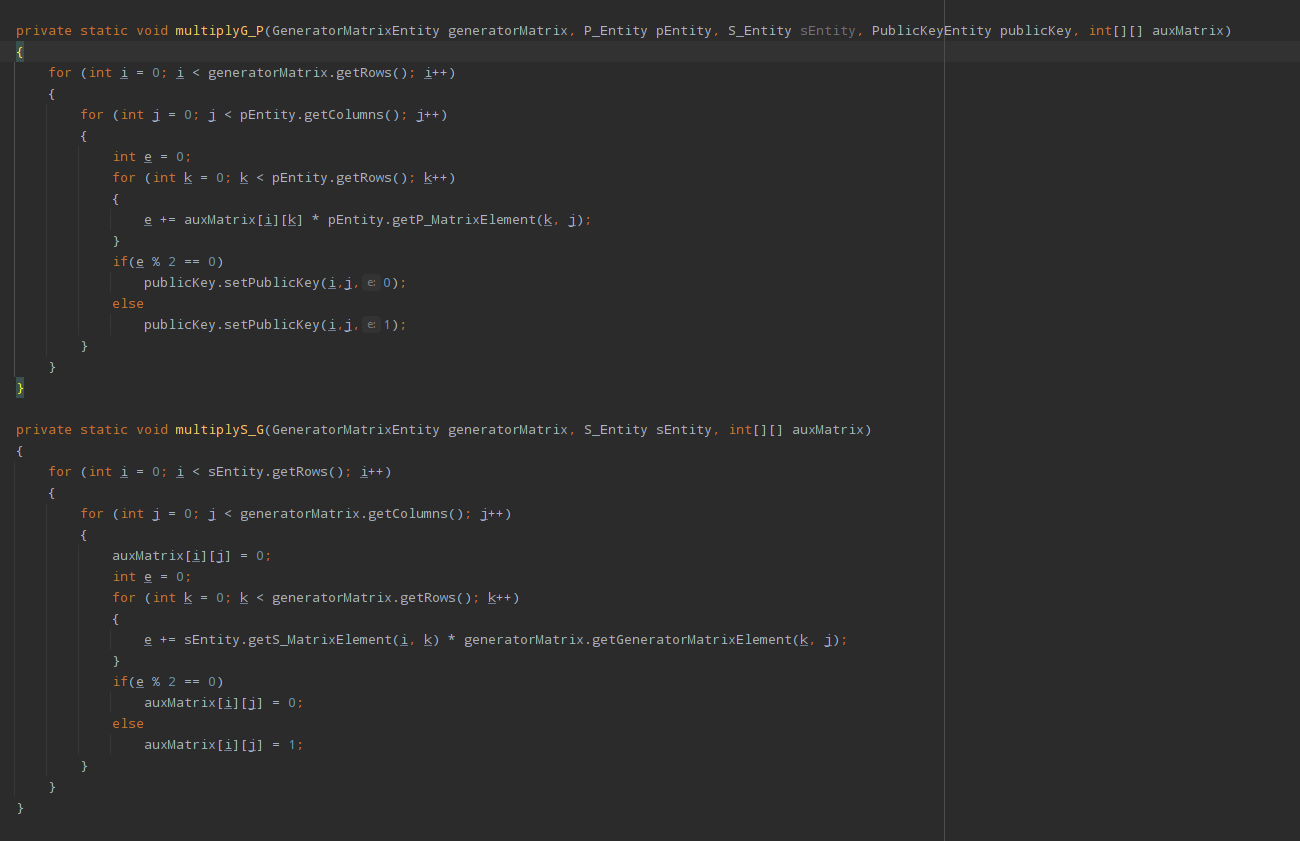 private static void multiplyG_P(GeneratorMatrixEntity generatorMatrix, P_Entity pEntity, S_Entity sEntity, PublicKeyEntity publicKey, int[][] auxMatrix)
{
    for (int i = 0; i < generatorMatrix.getRows(); i++)
    {
        for (int j = 0; j < pEntity.getColumns(); j++)
        {
            int e = 0;
            for (int k = 0; k < pEntity.getRows(); k++)
            {
                e += auxMatrix[i][k] * pEntity.getP_MatrixElement(k, j);
            }
            if(e % 2 == 0)
                publicKey.setPublicKey(i,j, e: 0);
            else
                publicKey.setPublicKey(i,j, e: 1);
        }
    }
}
private static void multiplyS_G(GeneratorMatrixEntity generatorMatrix, S_Entity sEntity, int[][] auxMatrix)
{
    for (int i = 0; i < sEntity.getRows(); i++)
    {
        for (int j = 0; j < generatorMatrix.getColumns(); j++)
        {
            auxMatrix[i][j] = 0;
            int e = 0;
            for (int k = 0; k < generatorMatrix.getRows(); k++)
            {
                e += sEntity.getS_MatrixElement(i, k) * generatorMatrix.getGeneratorMatrixElement(k, j);
            }
            if(e % 2 == 0)
                auxMatrix[i][j] = 0;
            else
                auxMatrix[i][j] = 1;
        }
    }
}